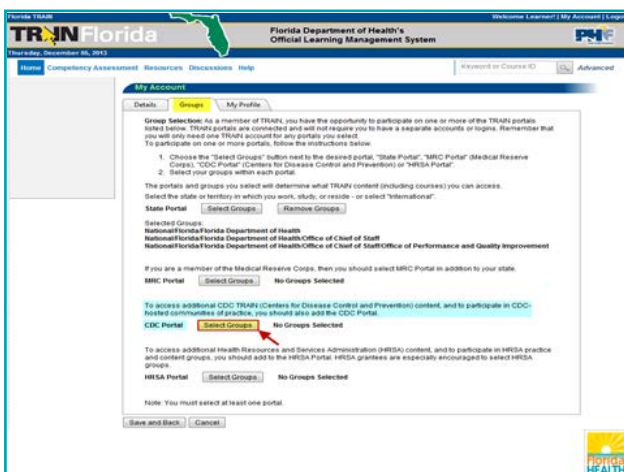 Florida TRAIN
Welcome Learner! | My Account | Logo
TRAIN Florida
Florida Department of Health's
Official Learning Management System
PHF
Thursday, December 05, 2013
Home Competency Assessment Resources Discussions Help
Keyword or Course ID
Advanced
My Account
Details Groups My Profile
Group Selection: As a member of TRAIN, you have the opportunity to participate on one or more of the TRAIN portals
listed below. TRAIN portals are connected and will not require you to have a separate accounts or logins. Remember that
you will only need one TRAIN account for any portals you select.
To participate on one or more portals, follow the instructions below.
1. Choose the "Select Groups" button next to the desired portal, "State Portal", "MRC Portal" (Medical Reserve
Corps), "CDC Portal" (Centers for Disease Control and Prevention) or "HRSA Portal".
2. Select your groups within each portal.
The portals and groups you select will determine what TRAIN content (including courses) you can access.
Select the state or territory in which you work, study, or reside - or select "International".
State Portal Select Groups Remove Groups
Selected Groups:
National/Florida/Florida Department of Health
National/Florida/Florida Department of Health/Office of Chief of Staff
National/Florida/Florida Department of Health/Office of Chief of Staff/Office of Performance and Quality Improvement
If you are a member of the Medical Reserve Corps, then you should select MRC Portal in addition to your state.
MRC Portal Select Groups No Groups Selected
To access additional CDC TRAIN (Centers for Disease Control and Prevention) content, and to participate in CDC-
hosted communities of practice, you should also add the CDC Portal.
CDC Portal Select Groups No Groups Selected
To access additional Health Resources and Services Administration (HRSA) content, and to participate in HRSA practice
and content groups, you should add to the HRSA Portal. HRSA grantees are especially encouraged to select HRSA
groups.
HRSA Portal Select Groups No Groups Selected
Note: You must select at least one portal.
Save and Back Cancel
Florida
HEALTH